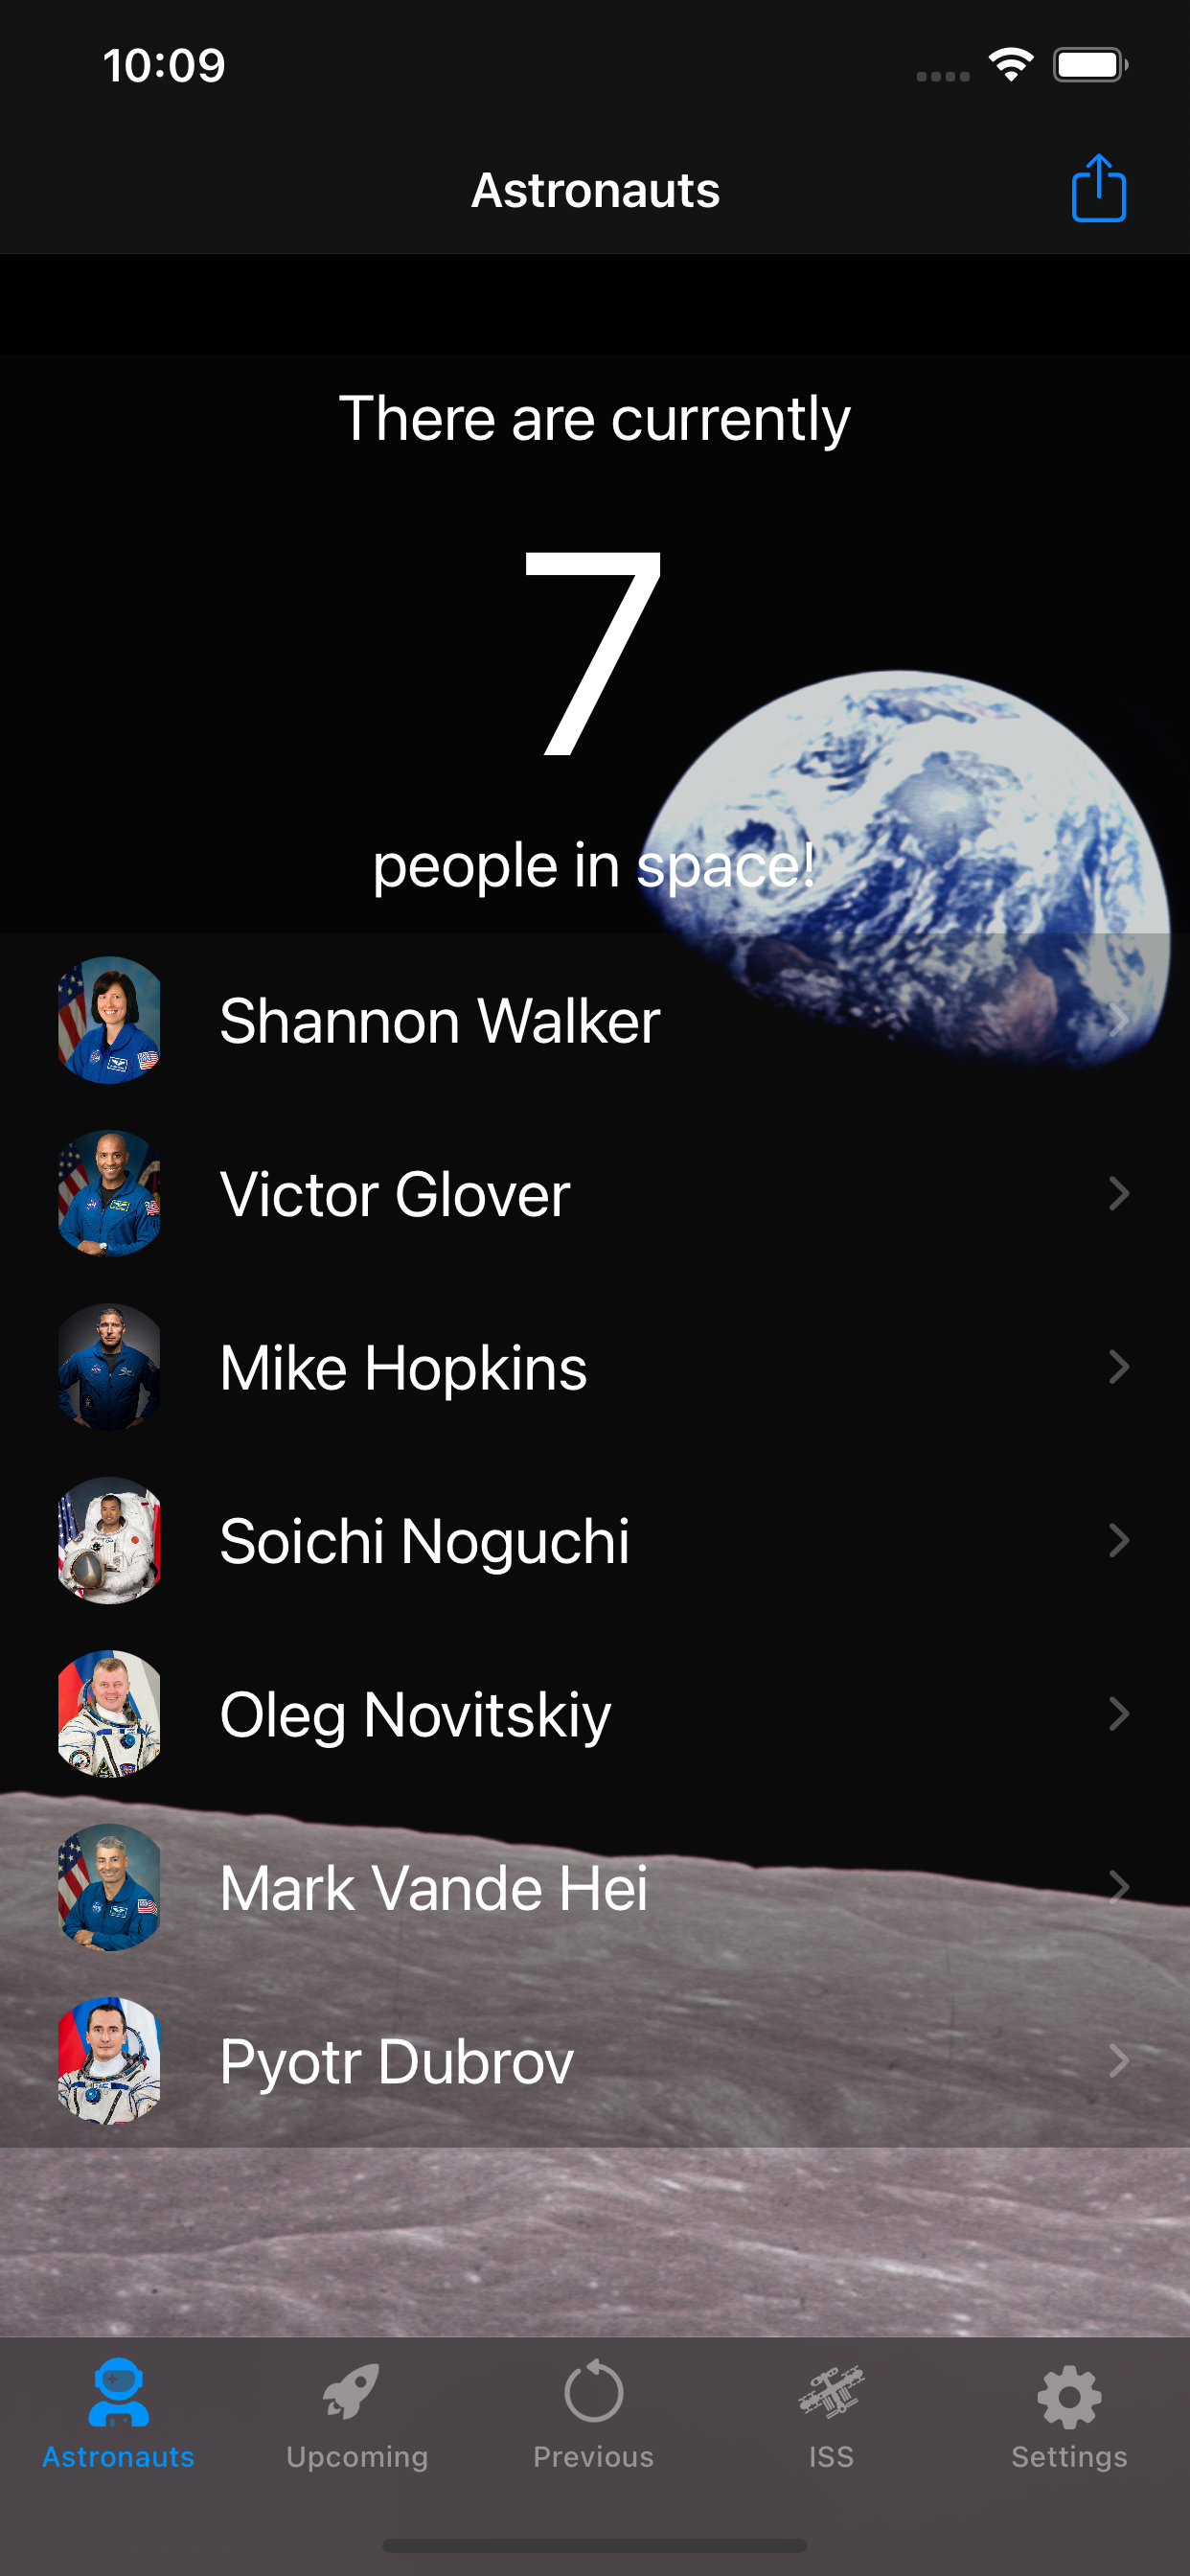 10:09
Astronauts
There are currently
7
people in space!
Shannon Walker
Victor Glover
Mike Hopkins
Soichi Noguchi
Oleg Novitskiy
Mark Vande Hei
Pyotr Dubrov
Astronauts
Upcoming
Previous
ISS
Settings